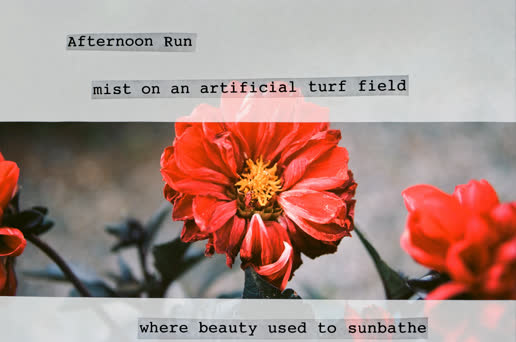 Afternoon Run
mist on an artificial turf field
where beauty used to sunbathe